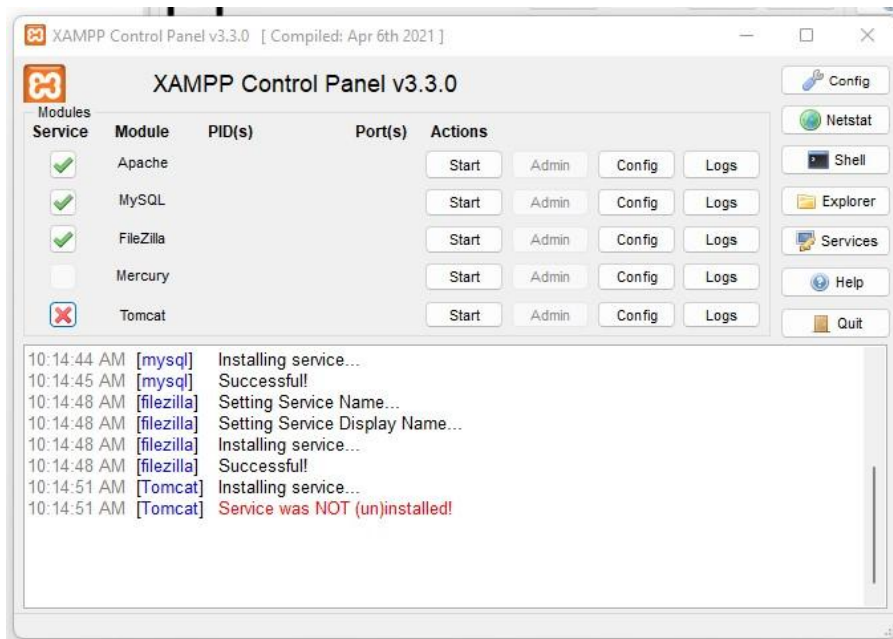 XAMPP Control Panel v3.3.0 [ Compiled: Apr 6th 2021 ]
XAMPP Control Panel v3.3.0
Config
Modules
Netstat
Service Module PID(s) Port(s) Actions
Apache Start Admin Config Logs
Shell
MySQL Start Admin Config Logs
Explorer
FileZilla Start Admin Config Logs
Services
Mercury Start Admin Config Logs
Help
Tomcat Start Admin Config Logs
Quit
10:14:44 AM [mysql] Installing service...
10:14:45 AM [mysql] Successful!
10:14:48 AM [filezilla] Setting Service Name...
10:14:48 AM [filezilla] Setting Service Display Name...
10:14:48 AM [filezilla] Installing service...
10:14:48 AM [filezilla] Successful!
10:14:51 AM [Tomcat] Installing service...
10:14:51 AM [Tomcat] Service was NOT (un)installed!